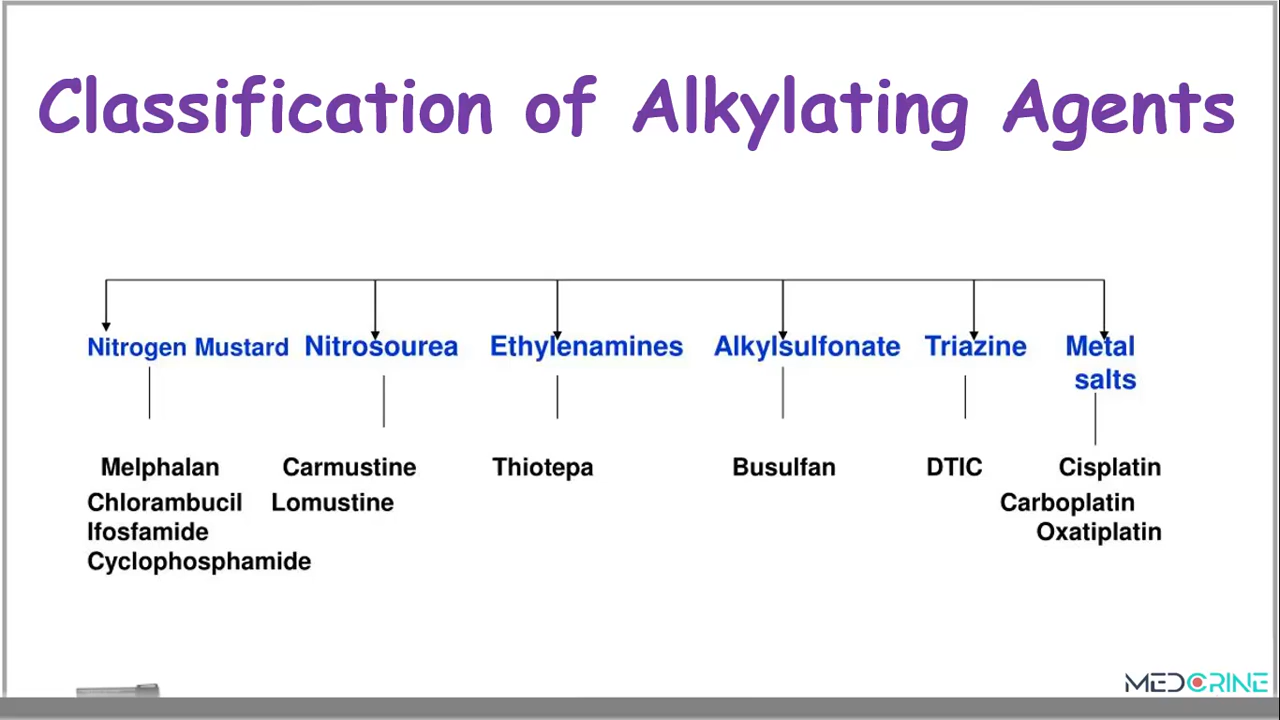 Classification of Alkylating Agents
Nitrogen Mustard Nitrosourea Ethylenamines Alkylsulfonate Triazine Metal
salts
Melphalan Carmustine Thiotepa Busulfan DTIC Cisplatin
Chlorambucil Lomustine Carboplatin
Ifosfamide Oxatiplatin
Cyclophosphamide
MEDCRINE